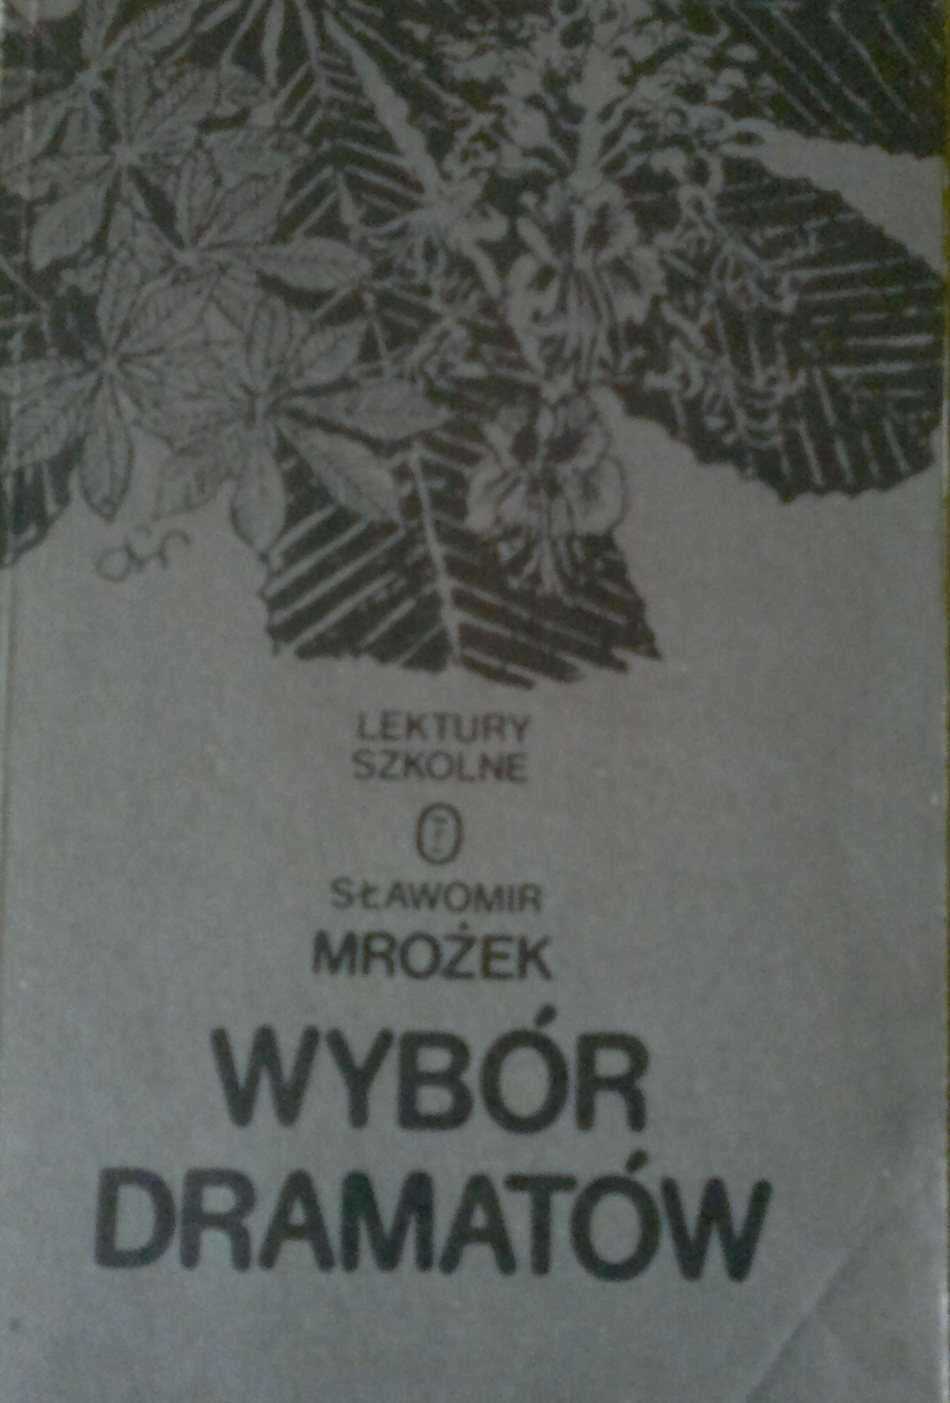 LEKTURY
SZKOLNE
SŁAWOMIR
MROŻEK
WYBÓR
DRAMATÓW